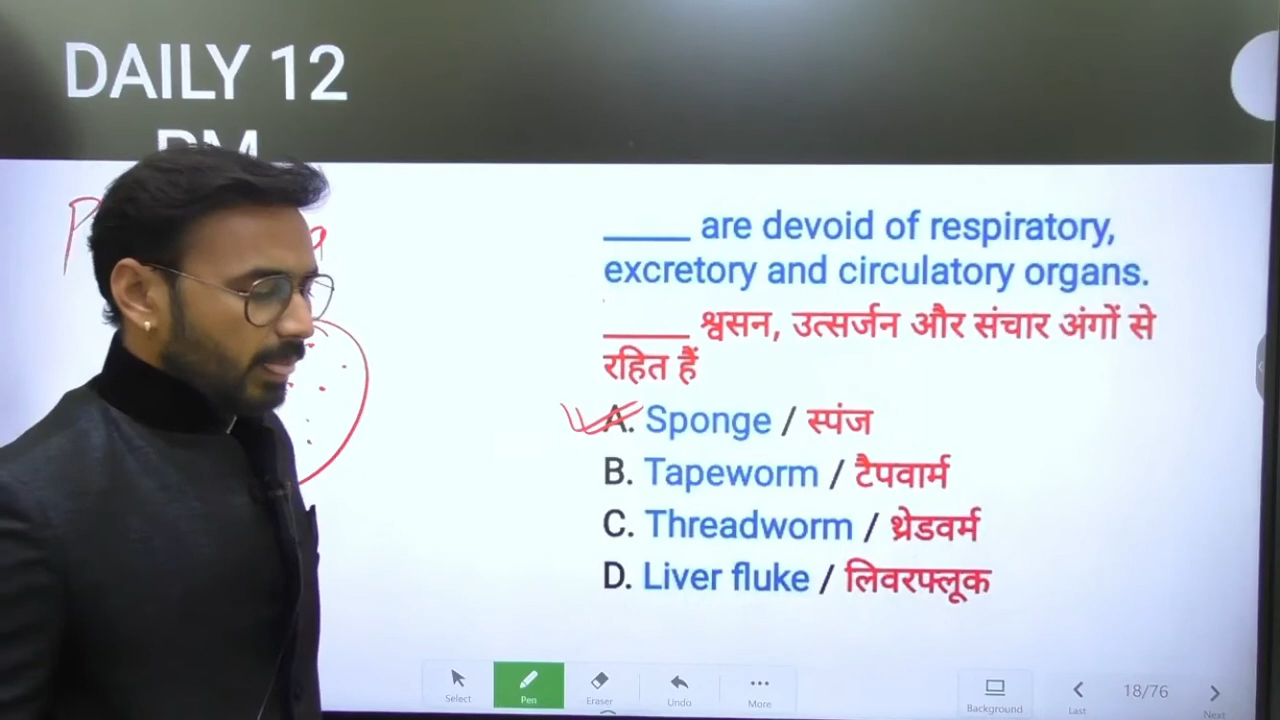 DAILY 12
PM
_____ are devoid of respiratory,
excretory and circulatory organs.
_____ श्वसन, उत्सर्जन और संचार अंगों से
रहित हैं
A. Sponge / स्पंज
B. Tapeworm / टैपवार्म
C. Threadworm / थ्रेडवर्म
D. Liver fluke / लिवरफ्लूक
Select Pen Eraser Undo More Background Last 18/76 Next